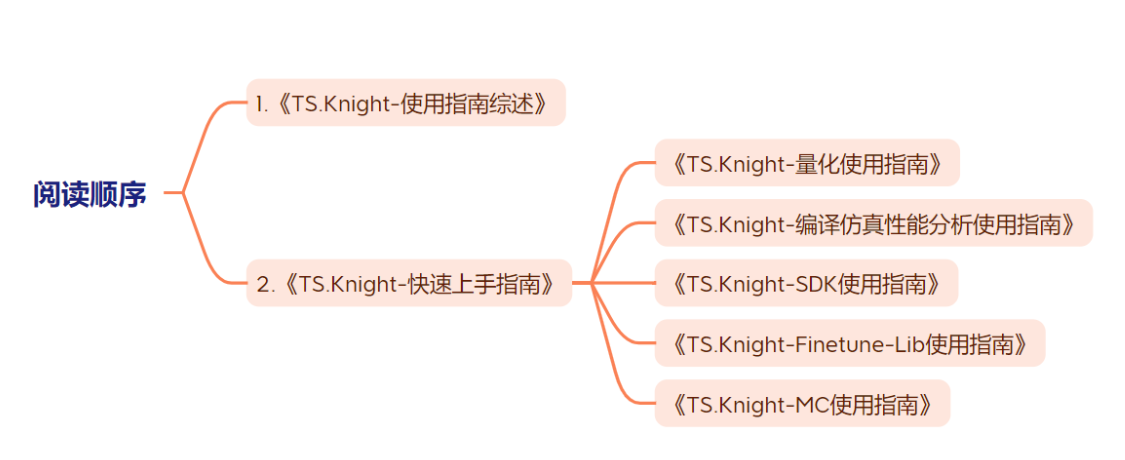 阅读顺序
1.《TS.Knight-使用指南综述》
2.《TS.Knight-快速上手指南》
《TS.Knight-量化使用指南》
《TS.Knight-编译仿真性能分析使用指南》
《TS.Knight-SDK使用指南》
《TS.Knight-Finetune-Lib使用指南》
《TS.Knight-MC使用指南》